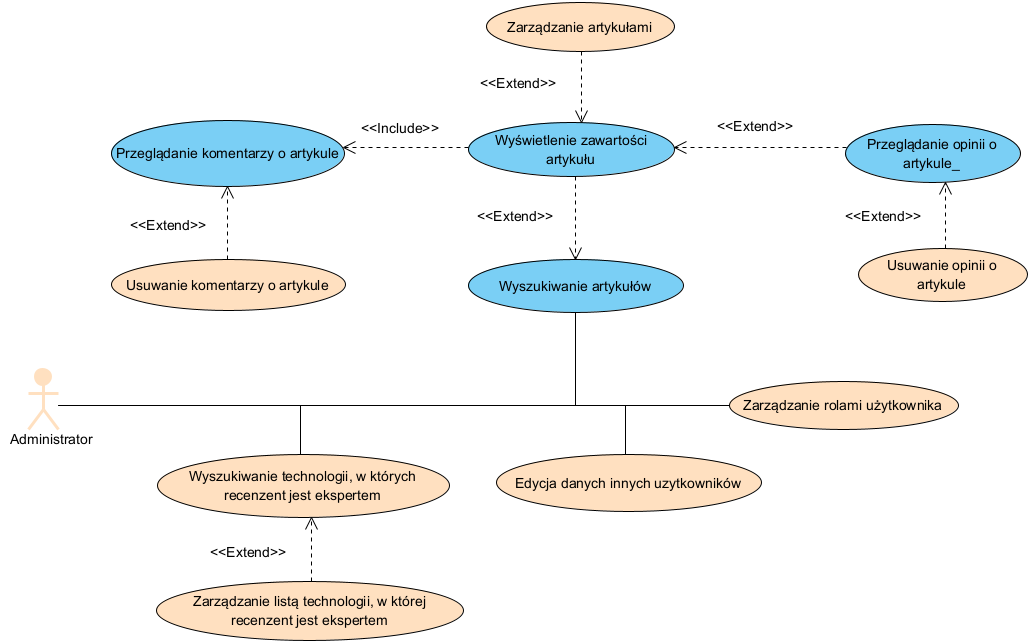 Zarządzanie artykułami
<<Extend>>
<<Include>>
<<Extend>>
Przeglądanie komentarzy o artykule
Wyświetlenie zawartości
artykułu
Przeglądanie opinii o
artykule_
<<Extend>>
<<Extend>>
<<Extend>>
Usuwanie komentarzy o artykule
Wyszukiwanie artykułów
Usuwanie opinii o
artykule
Administrator
Zarządzanie rolami użytkownika
Wyszukiwanie technologii, w których
recenzent jest ekspertem
Edycja danych innych uzytkowników
<<Extend>>
Zarządzanie listą technologii, w której
recenzent jest ekspertem